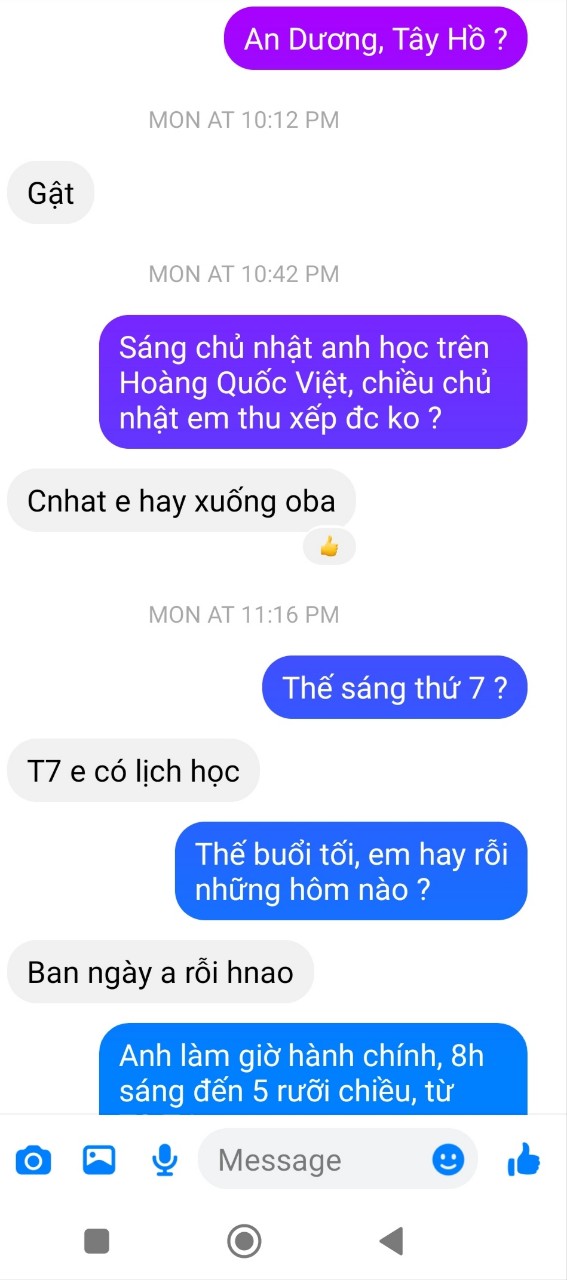 An Dương, Tây Hồ ?
MON AT 10:12 PM
Gật
MON AT 10:42 PM
Sáng chủ nhật anh học trên
Hoàng Quốc Việt, chiều chủ
nhật em thu xếp đc ko ?
Cnhat e hay xuống oba
MON AT 11:16 PM
Thế sáng thứ 7 ?
T7 e có lịch học
Thế buổi tối, em hay rỗi
những hôm nào ?
Ban ngày a rỗi hnao
Anh làm giờ hành chính, 8h
sáng đến 5 rưỡi chiều, từ
Message